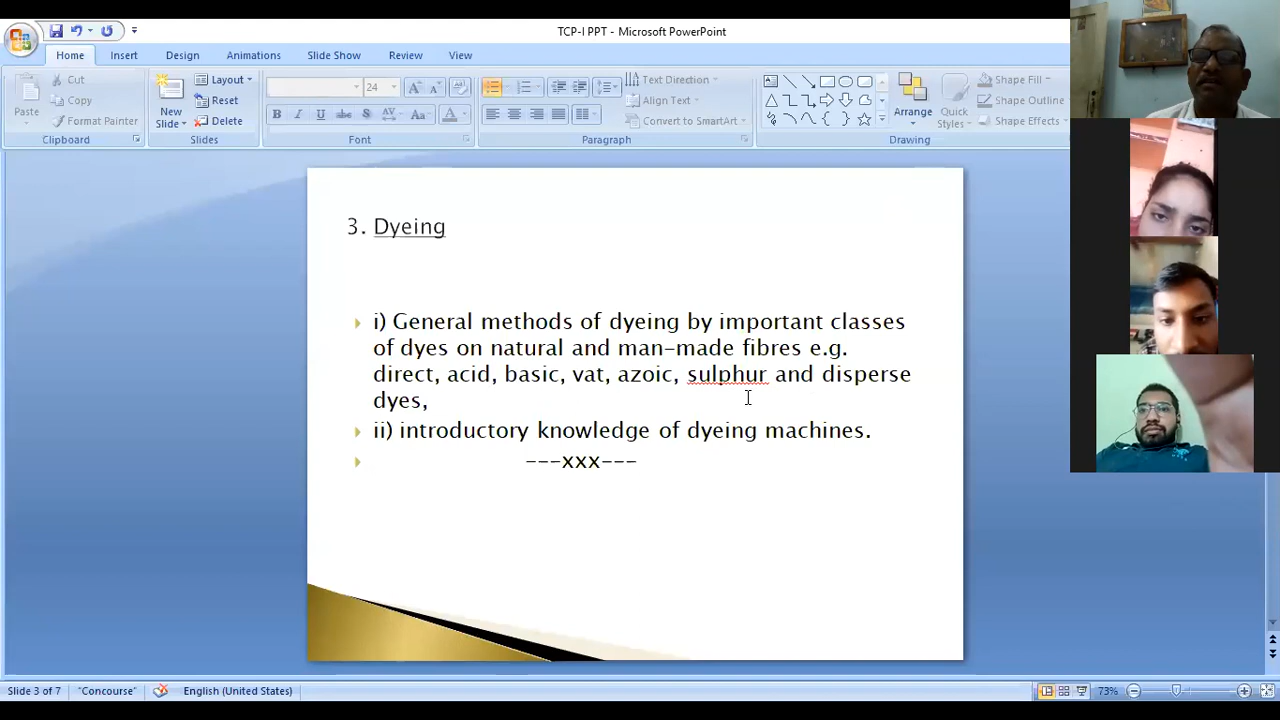 TCP-I PPT - Microsoft PowerPoint
Home Insert Design Animations Slide Show Review View
Paste
Cut
Copy
Format Painter
Clipboard
New Slide
Layout
Reset
Delete
Slides
24
B I U abc S AV Aa A
Font
Text Direction
Align Text
Convert to SmartArt
Paragraph
Arrange
Quick Styles
Shape Fill
Shape Outline
Shape Effects
Drawing
3. Dyeing
i) General methods of dyeing by important classes
of dyes on natural and man-made fibres e.g.
direct, acid, basic, vat, azoic, sulphur and disperse
dyes,
ii) introductory knowledge of dyeing machines.
---xxx---
Slide 3 of 7 "Concourse" English (United States) 73%